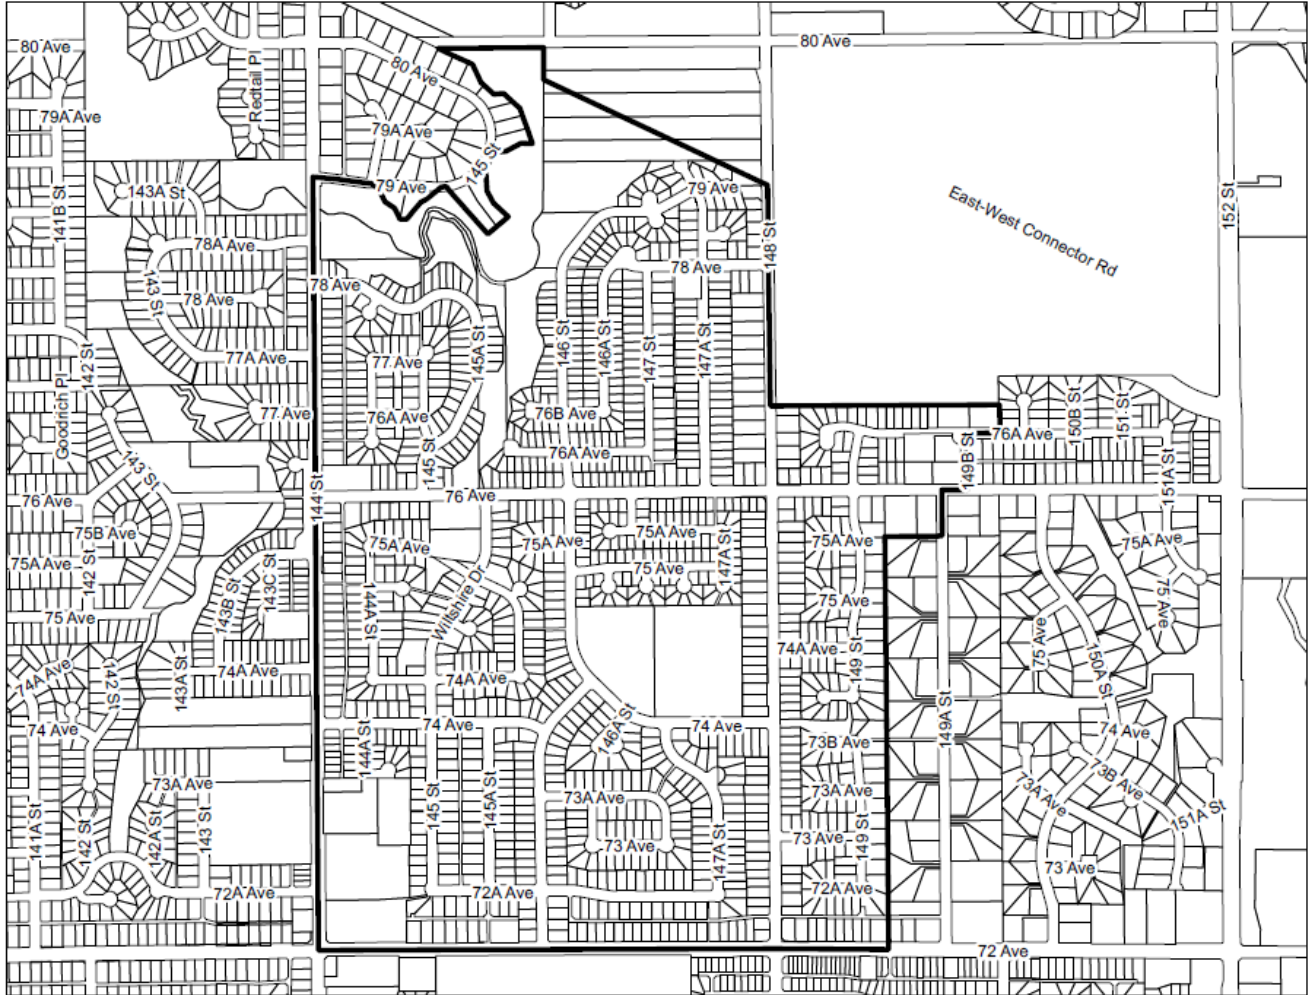 80 Ave
80 Ave
Redtail Pl
80 Ave
79A Ave
79A Ave
145 St
79 Ave
79 Ave
143A St
141B St
152 St
East-West Connector Rd
148 St
78A Ave
78 Ave
78 Ave
143 St
78 Ave
146 St
146A St
147 St
147A St
145A St
77A Ave
77 Ave
142 St
Goodrich Pl
77 Ave
76A Ave
76B Ave
150B St
151 St
76A Ave
145 St
76A Ave
149B St
151A St
143 St
144 St
76 Ave
76 Ave
75B Ave
75A Ave
75A Ave
75A Ave
147A St
75A Ave
75A Ave
75A Ave
142 St
143B St
143C St
75 Ave
75 Ave
75 Ave
75 Ave
144A St
Wiltshire Dr
75 Ave
74A Ave
149 St
150A St
74A Ave
142 St
143A St
74A Ave
74A Ave
74 Ave
74 Ave
146A St
74 Ave
149A St
74 Ave
144A St
73B Ave
73B Ave
73A Ave
145 St
145A St
73A Ave
73A Ave
73A Ave
151A St
141A St
142 St
142A St
143 St
73 Ave
147A St
73 Ave
149 St
73 Ave
72A Ave
72A Ave
72A Ave
72 Ave